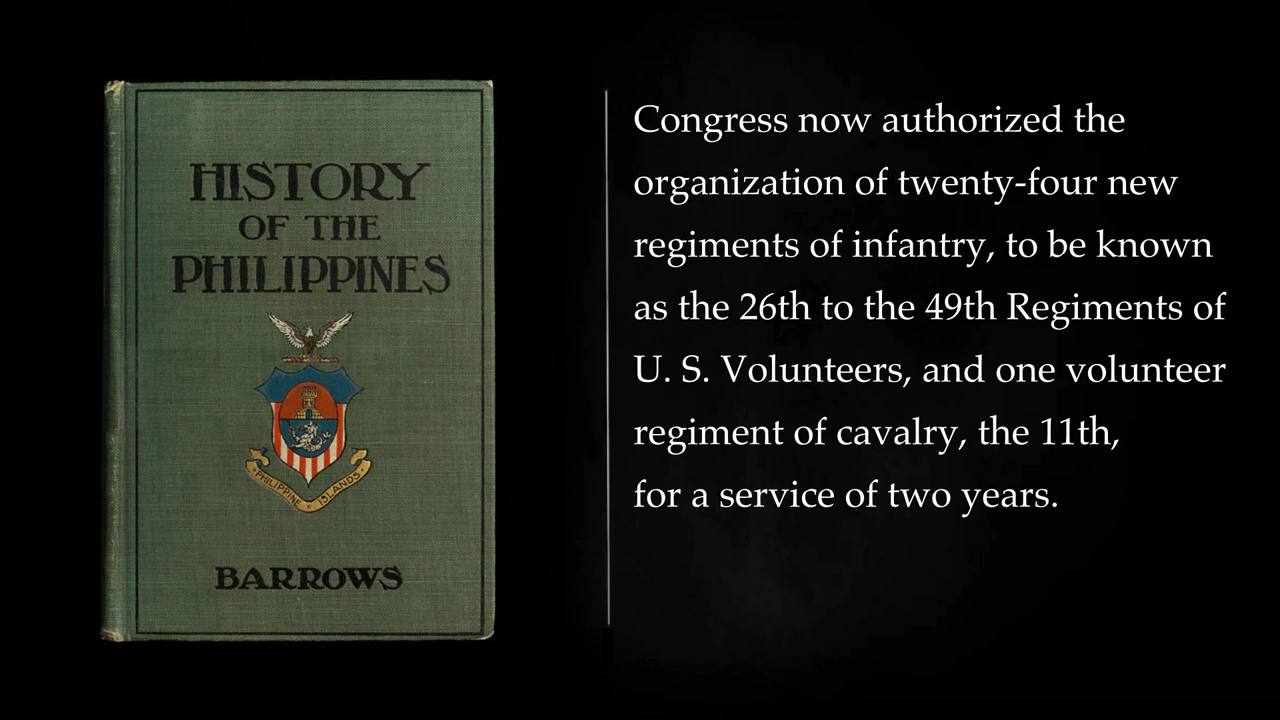 HISTORY
OF THE
PHILIPPINES
PHILIPPINE ISLANDS
BARROWS
Congress now authorized the
organization of twenty-four new
regiments of infantry, to be known
as the 26th to the 49th Regiments of
U. S. Volunteers, and one volunteer
regiment of cavalry, the 11th,
for a service of two years.